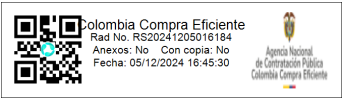 Colombia Compra Eficiente
Rad No. RS20241205016184
Anexos: No Con copia: No
Fecha: 05/12/2024 16:45:30
Agencia Nacional
de Contratación Pública
Colombia Compra Eficiente